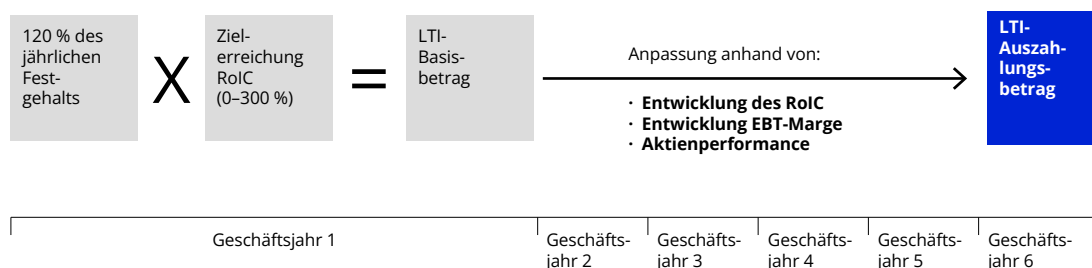 120 % des
jährlichen
Fest-
gehalts
X
Ziel-
erreichung
RoIC
(0–300 %)
=
LTI-
Basis-
betrag
Anpassung anhand von:
· Entwicklung des RoIC
· Entwicklung EBT-Marge
· Aktienperformance
LTI-
Auszah-
lungs-
betrag
Geschäftsjahr 1
Geschäfts-
jahr 2
Geschäfts-
jahr 3
Geschäfts-
jahr 4
Geschäfts-
jahr 5
Geschäfts-
jahr 6